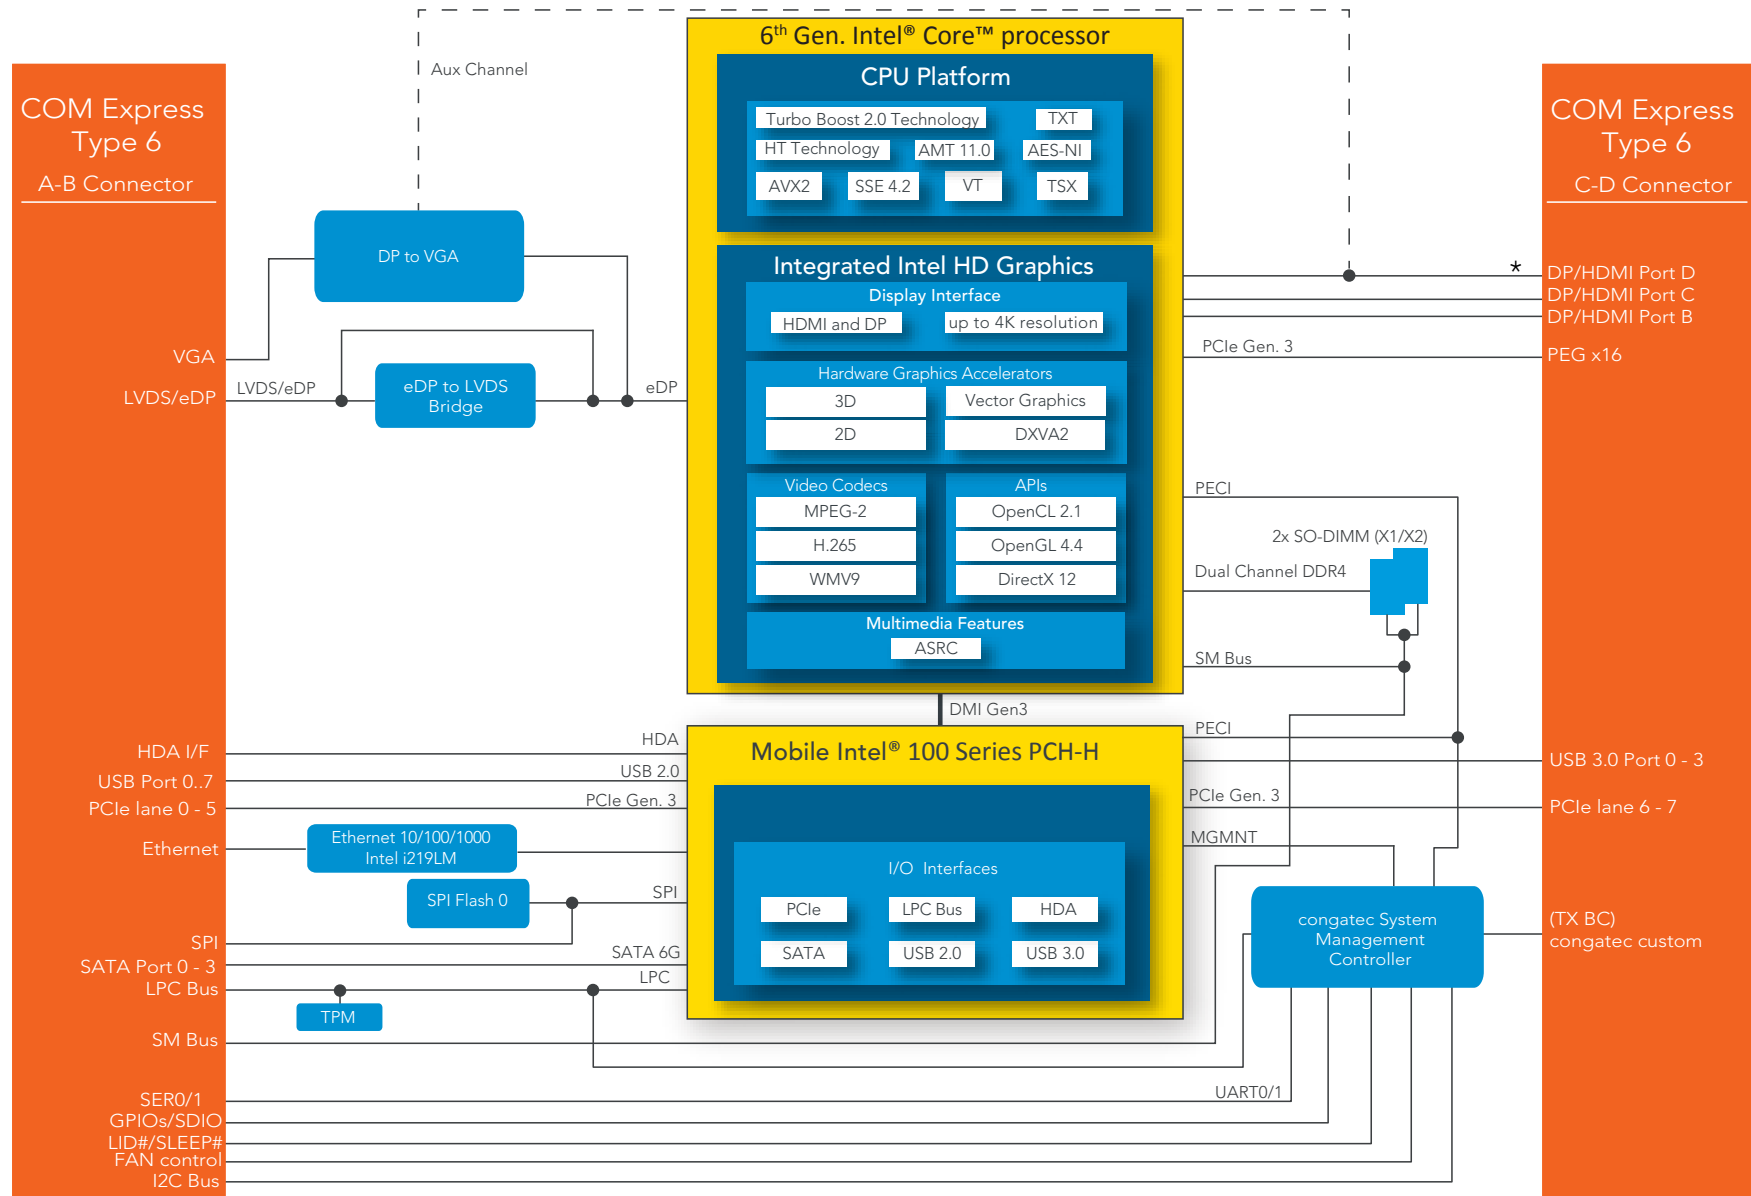 6th Gen. Intel® Core™ processor
CPU Platform
Turbo Boost 2.0 Technology
TXT
HT Technology
AMT 11.0
AES-NI
AVX2
SSE 4.2
VT
TSX
Integrated Intel HD Graphics
Display Interface
HDMI and DP
up to 4K resolution
Hardware Graphics Accelerators
3D
Vector Graphics
2D
DXVA2
Video Codecs
MPEG-2
H.265
WMV9
APIs
OpenCL 2.1
OpenGL 4.4
DirectX 12
Multimedia Features
ASRC
DMI Gen3
Mobile Intel® 100 Series PCH-H
I/O Interfaces
PCIe
LPC Bus
HDA
SATA
USB 2.0
USB 3.0
COM Express
Type 6
A-B Connector
VGA
LVDS/eDP
HDA I/F
USB Port 0..7
PCIe lane 0 - 5
Ethernet
SPI
SATA Port 0 - 3
LPC Bus
SM Bus
SER0/1
GPIOs/SDIO
LID#/SLEEP#
FAN control
I2C Bus
Aux Channel
DP to VGA
LVDS/eDP
eDP to LVDS
Bridge
eDP
HDA
USB 2.0
PCIe Gen. 3
Ethernet 10/100/1000
Intel i219LM
SPI Flash 0
SPI
SATA 6G
LPC
TPM
UART0/1
PCIe Gen. 3
PECI
2x SO-DIMM (X1/X2)
Dual Channel DDR4
SM Bus
PECI
PCIe Gen. 3
MGMNT
congatec System
Management
Controller
COM Express
Type 6
C-D Connector
* DP/HDMI Port D
DP/HDMI Port C
DP/HDMI Port B
PEG x16
USB 3.0 Port 0 - 3
PCIe lane 6 - 7
(TX BC)
congatec custom